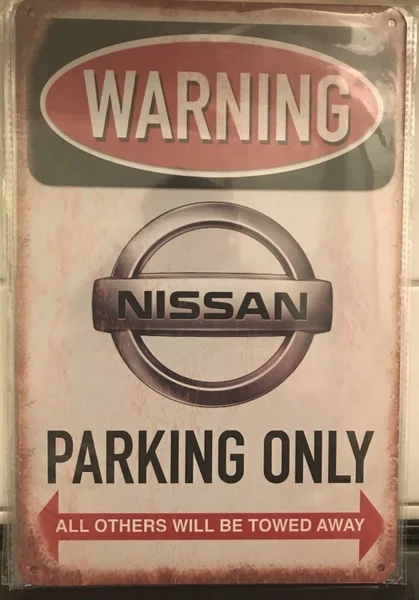 WARNING
NISSAN
PARKING ONLY
ALL OTHERS WILL BE TOWED AWAY